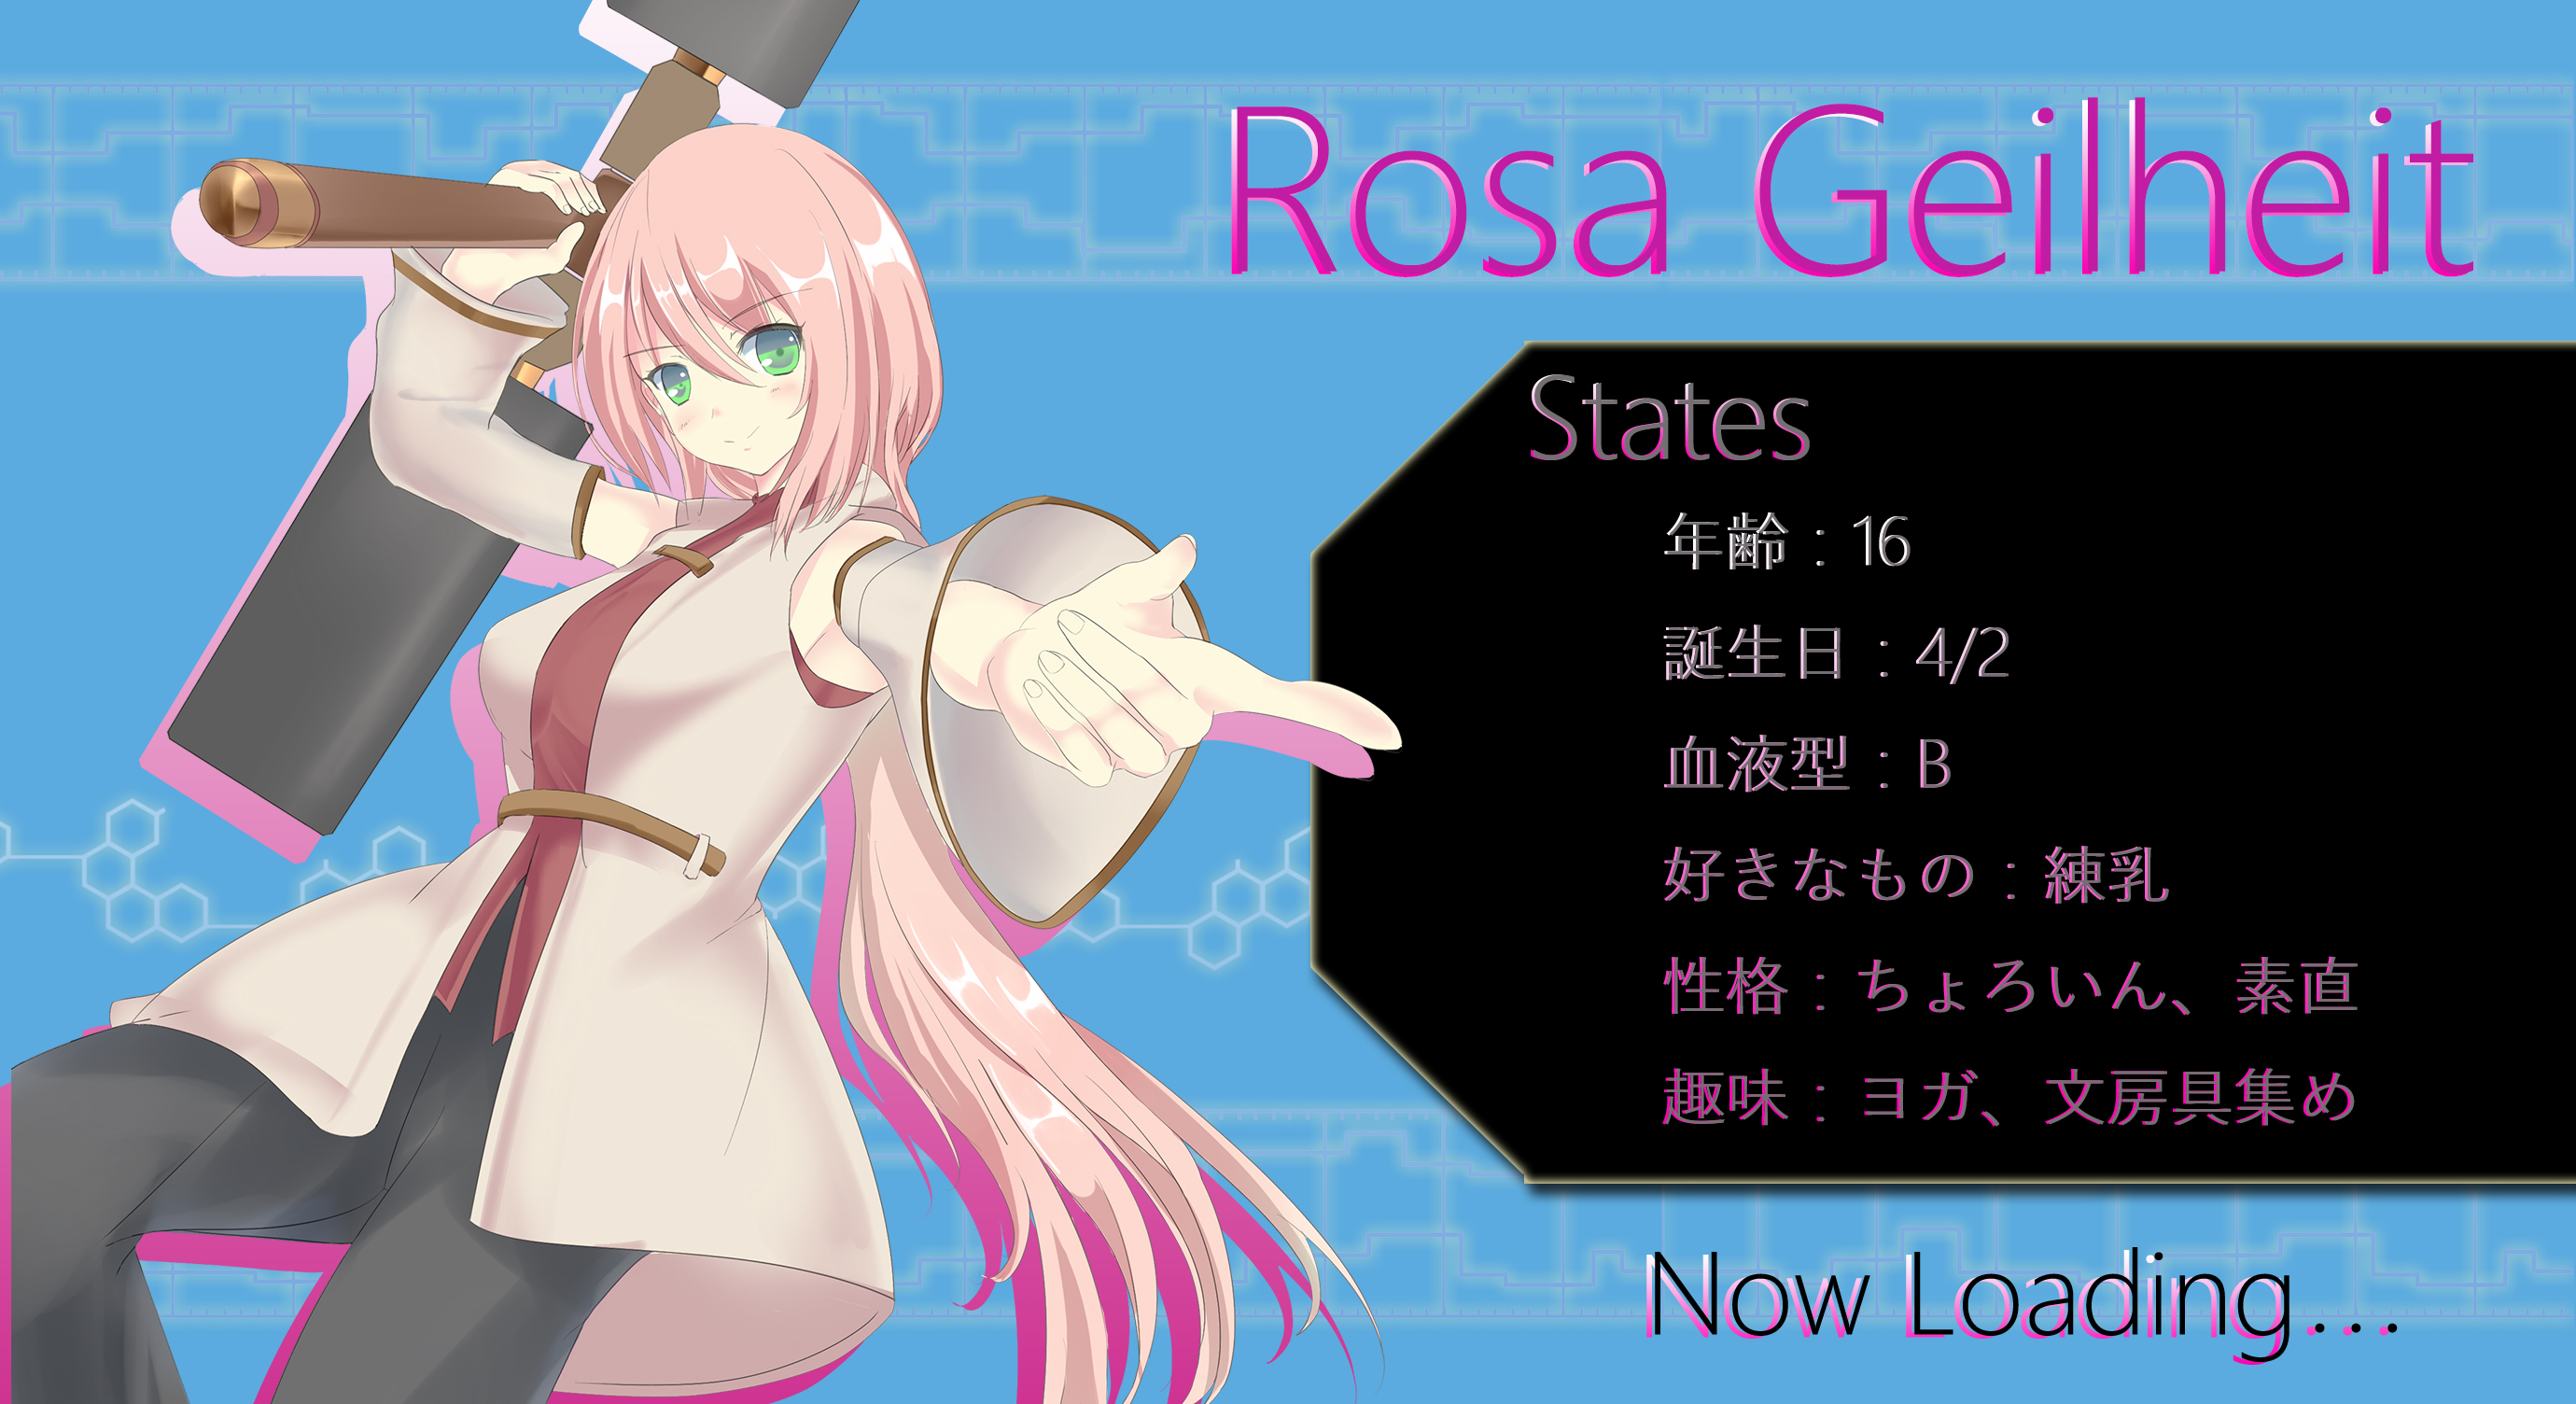 Rosa Geilheit
States
年齢：16
誕生日：4/2
血液型：B
好きなもの：練乳
性格：ちょろいん、素直
趣味：ヨガ、文房具集め
Now Loading...